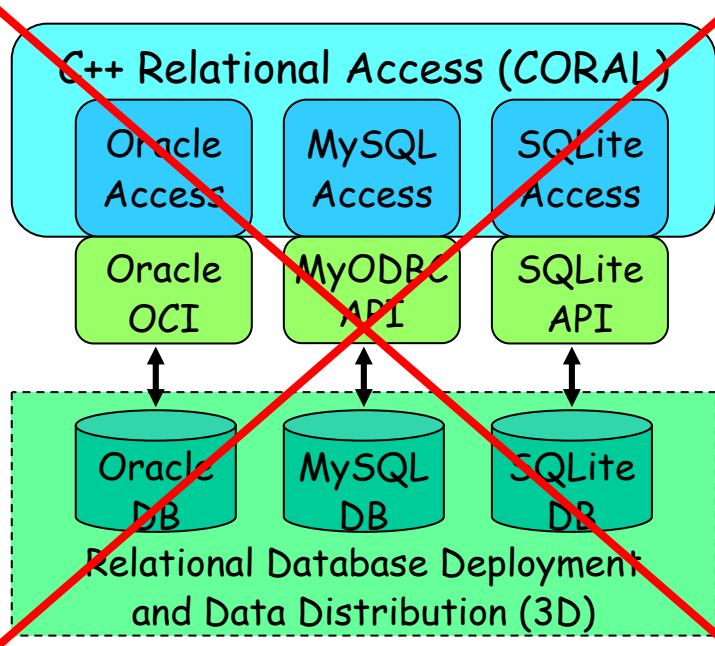 C++ Relational Access (CORAL)
Oracle
Access
MySQL
Access
SQLite
Access
Oracle
OCI
MyODBC
API
SQLite
API
Oracle
DB
MySQL
DB
SQLite
DB
Relational Database Deployment
and Data Distribution (3D)